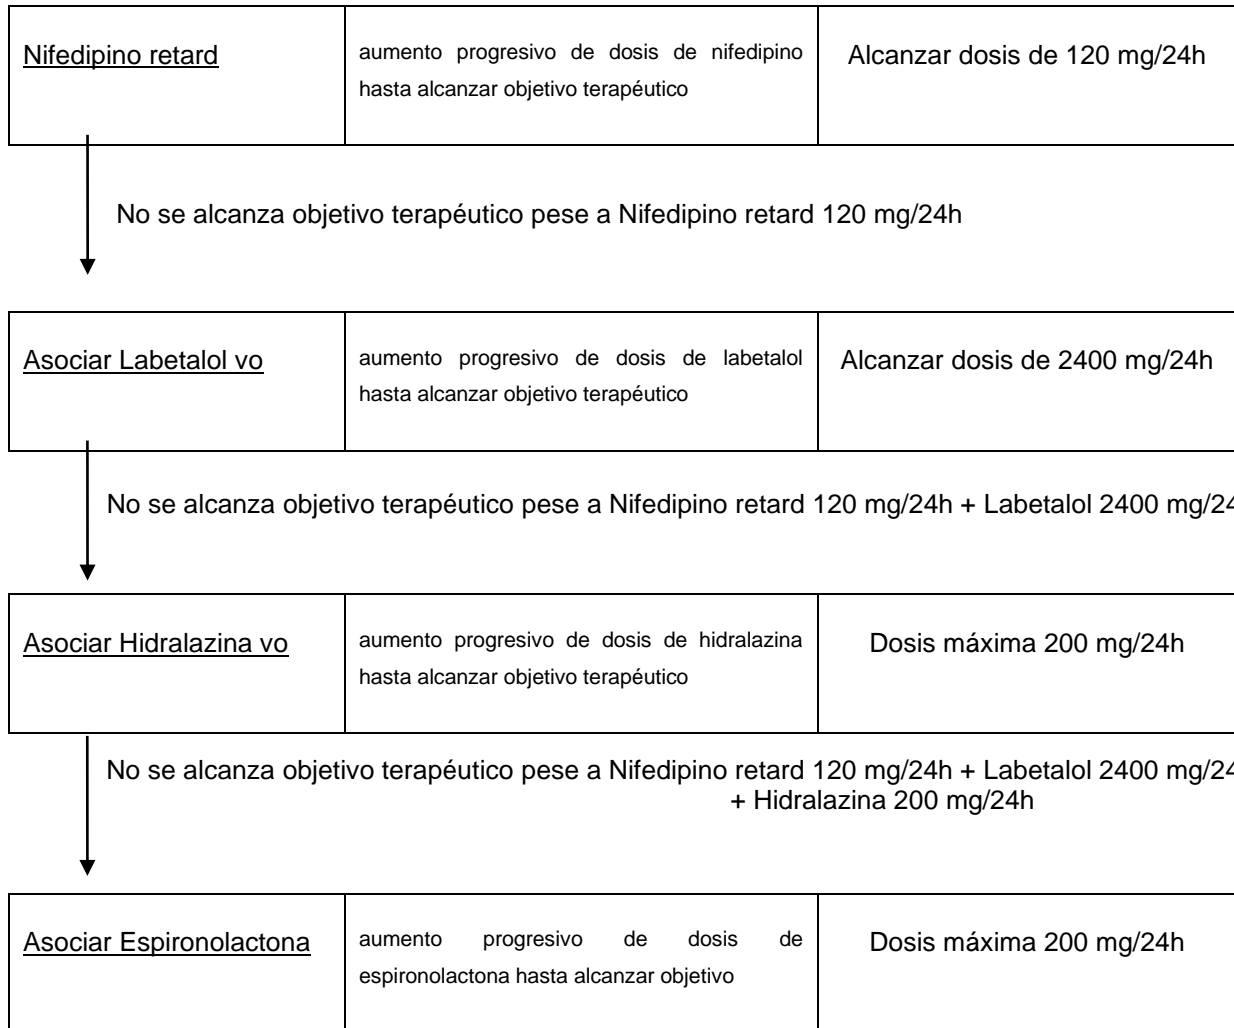 Nifedipino retard
aumento progresivo de dosis de nifedipino
hasta alcanzar objetivo terapéutico
Alcanzar dosis de 120 mg/24h
No se alcanza objetivo terapéutico pese a Nifedipino retard 120 mg/24h
Asociar Labetalol vo
aumento progresivo de dosis de labetalol
hasta alcanzar objetivo terapéutico
Alcanzar dosis de 2400 mg/24h
No se alcanza objetivo terapéutico pese a Nifedipino retard 120 mg/24h + Labetalol 2400 mg/24
Asociar Hidralazina vo
aumento progresivo de dosis de hidralazina
hasta alcanzar objetivo terapéutico
Dosis máxima 200 mg/24h
No se alcanza objetivo terapéutico pese a Nifedipino retard 120 mg/24h + Labetalol 2400 mg/24
+ Hidralazina 200 mg/24h
Asociar Espironolactona
aumento progresivo de dosis de
espironolactona hasta alcanzar objetivo
Dosis máxima 200 mg/24h